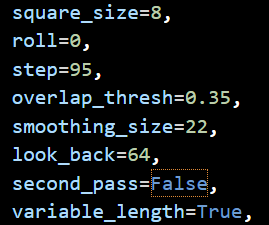 square_size=8,
roll=0,
step=95,
overlap_thresh=0.35,
smoothing_size=22,
look_back=64,
second_pass=False,
variable_length=True,